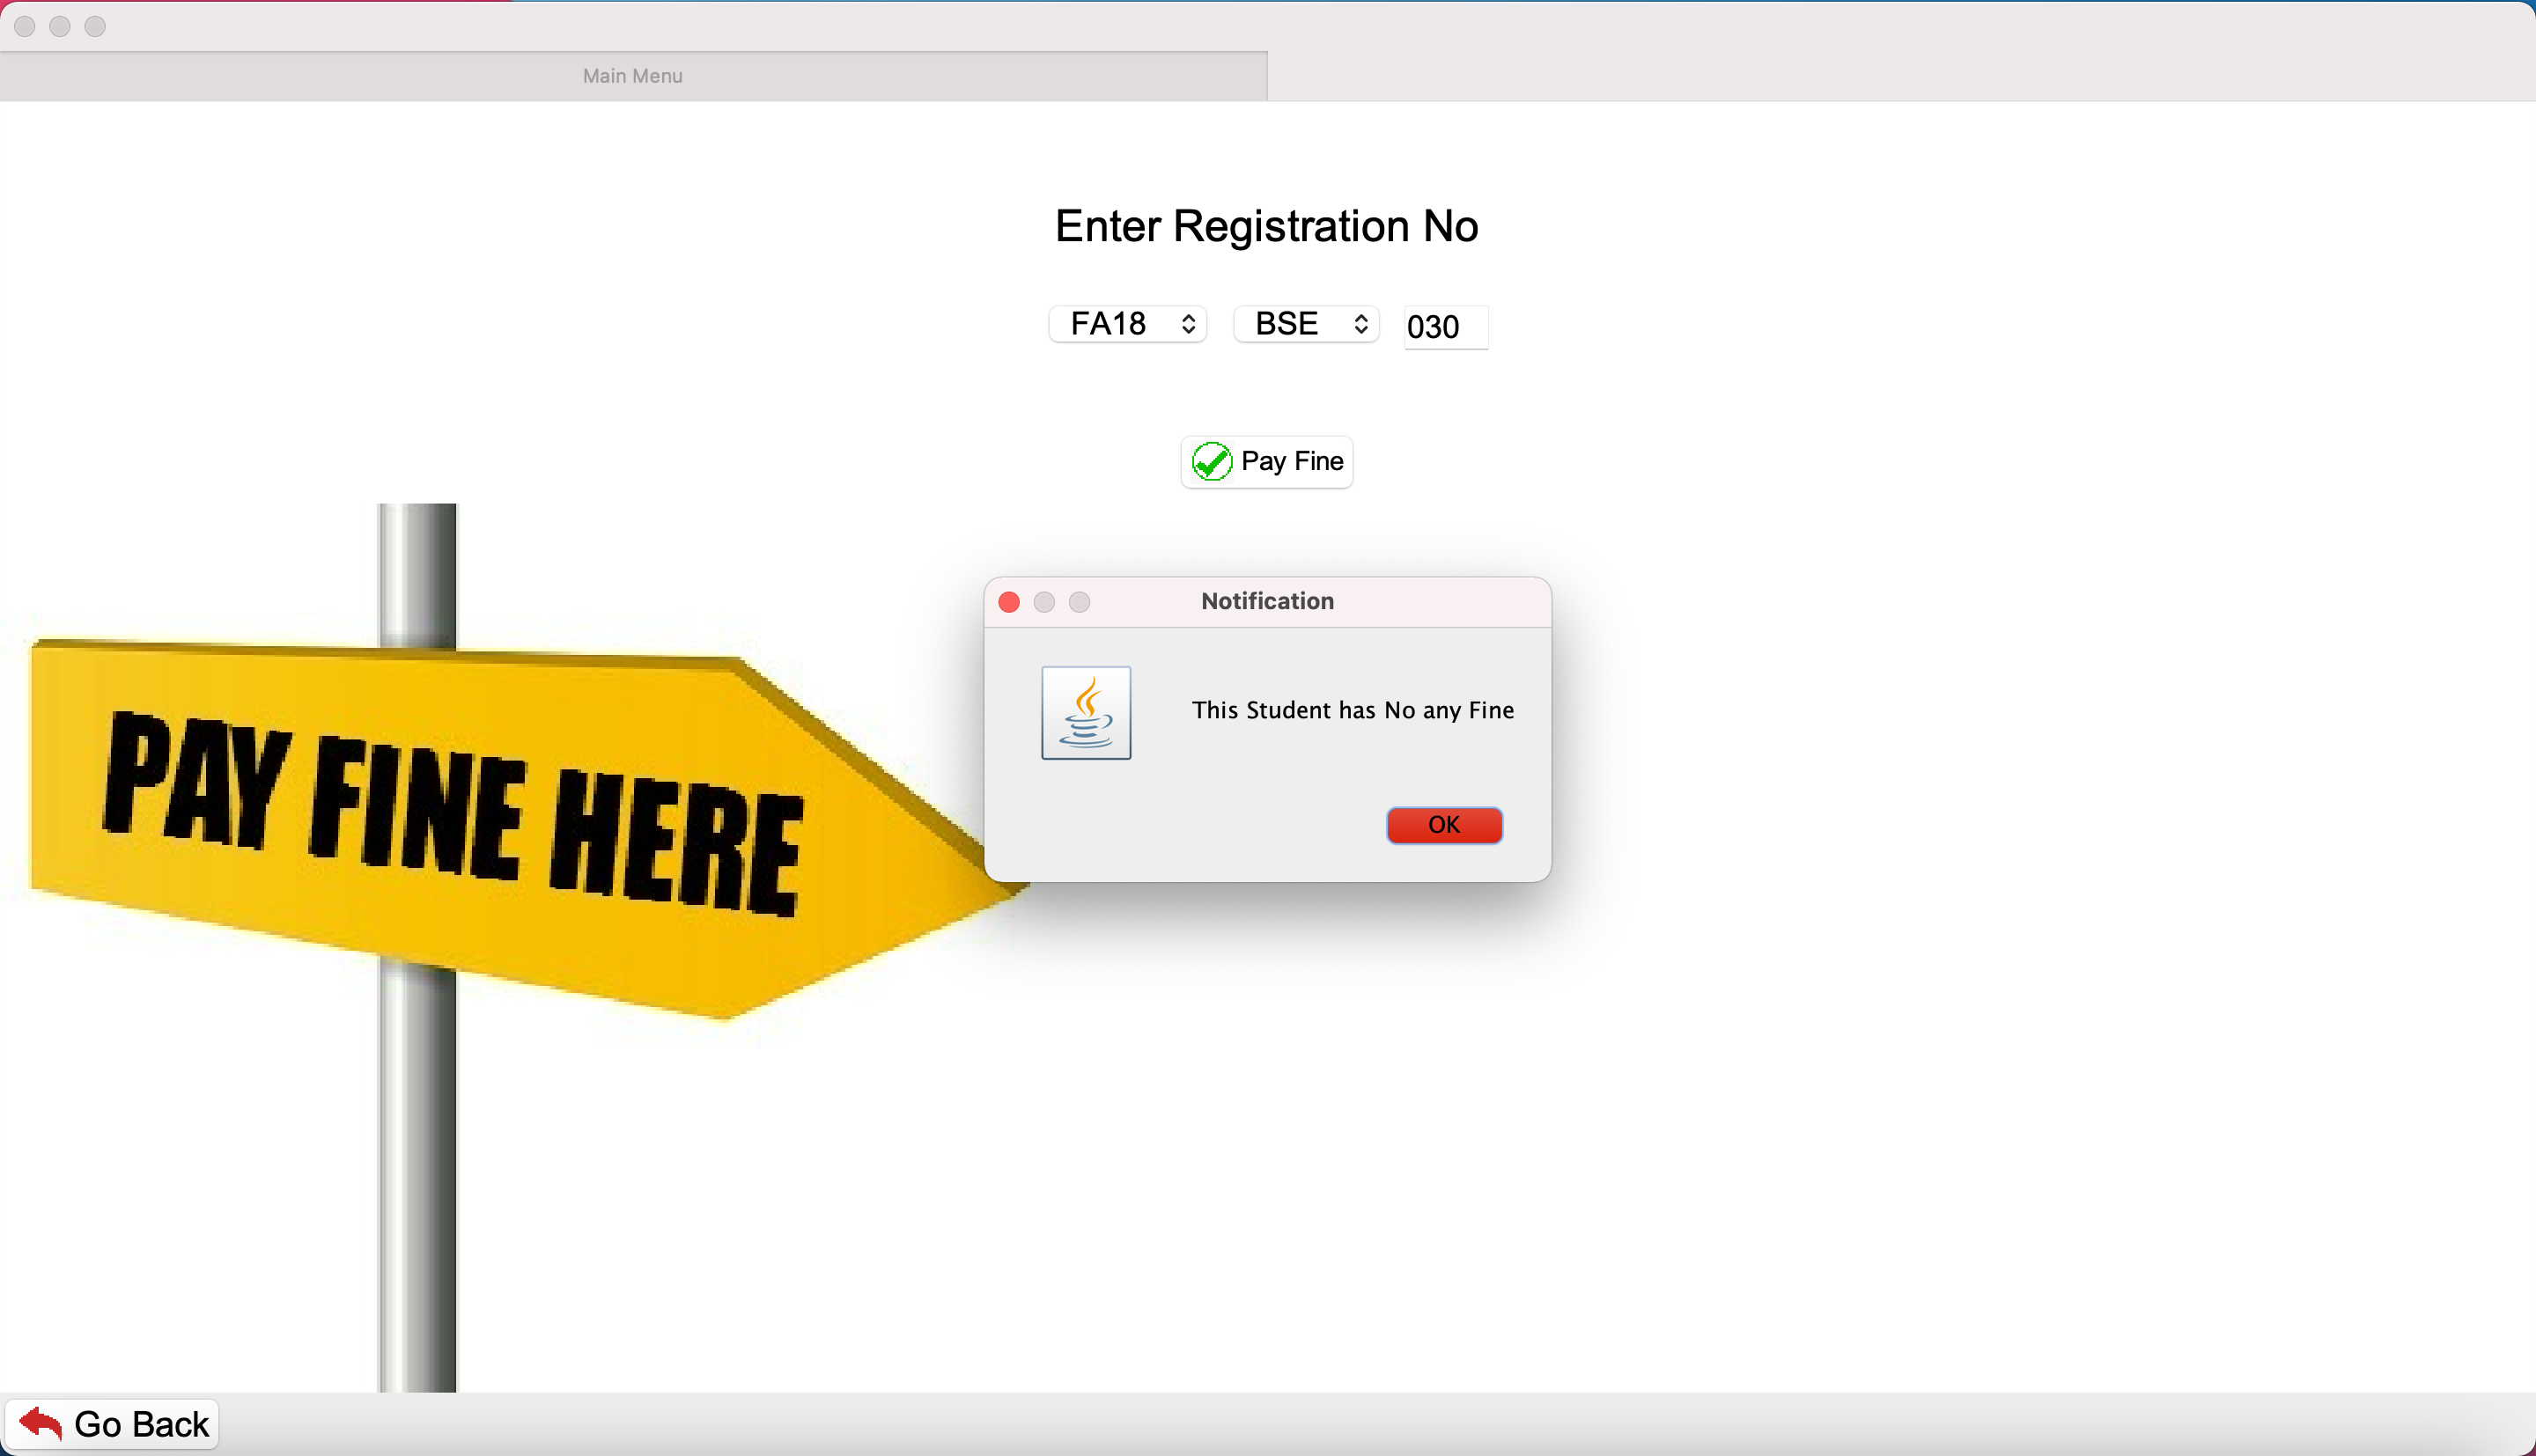 Main Menu
Enter Registration No
FA18 BSE 030
Pay Fine
PAY FINE HERE
Notification
This Student has No any Fine
OK
Go Back